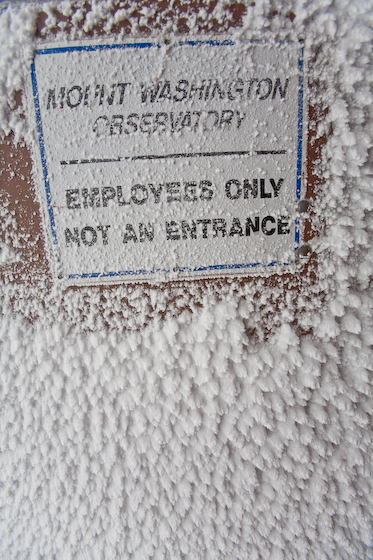 MOUNT WASHINGTON
OBSERVATORY
EMPLOYEES ONLY
NOT AN ENTRANCE